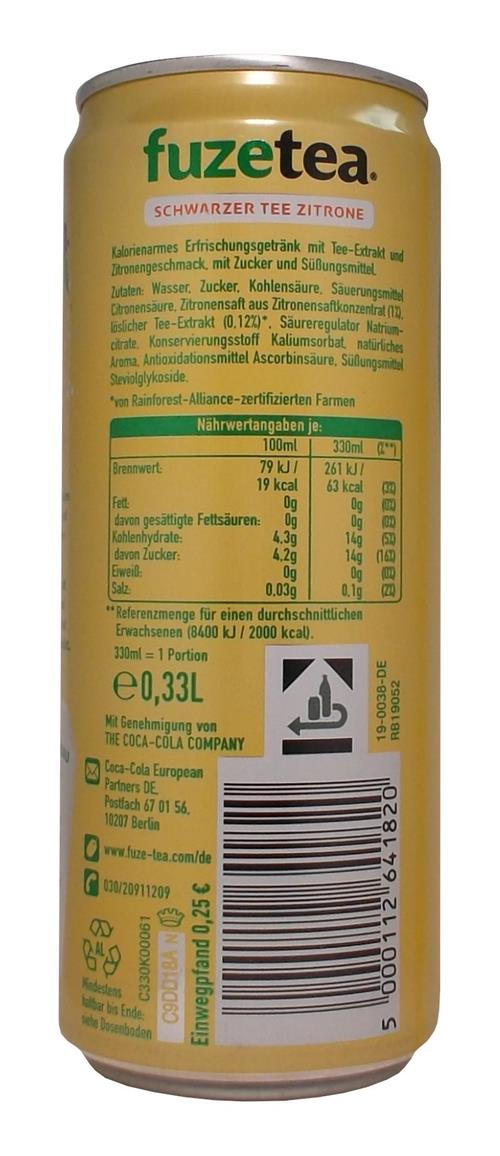 fuzetea®
SCHWARZER TEE ZITRONE
Kalorienarmes Erfrischungsgetränk mit Tee-Extrakt und
Zitronengeschmack, mit Zucker und Süßungsmittel.
Zutaten: Wasser, Zucker, Kohlensäure, Säuerungsmittel
Citronensäure, Zitronensaft aus Zitronensaftkonzentrat (1%),
löslicher Tee-Extrakt (0,12%)*, Säureregulator Natrium-
citrate, Konservierungsstoff Kaliumsorbat, natürliches
Aroma, Antioxidationsmittel Ascorbinsäure, Süßungsmittel
Steviolglykoside.
*von Rainforest-Alliance-zertifizierten Farmen
Nährwertangaben je:
100ml 330ml (%**)
Brennwert: 79 kJ / 261 kJ /
19 kcal 63 kcal (3%)
Fett: 0g 0g (0%)
davon gesättigte Fettsäuren: 0g 0g (0%)
Kohlenhydrate: 4,3g 14g (5%)
davon Zucker: 4,2g 14g (16%)
Eiweiß: 0g 0g (0%)
Salz: 0,03g 0,1g (2%)
**Referenzmenge für einen durchschnittlichen
Erwachsenen (8400 kJ / 2000 kcal).
330ml = 1 Portion
℮0,33L
Mit Genehmigung von
THE COCA-COLA COMPANY
19-0038-DE
RB19052
Coca-Cola European
Partners DE,
Postfach 67 01 56,
10207 Berlin
www.fuze-tea.com/de
030/20911209
AL
Mindestens
haltbar bis Ende:
siehe Dosenboden
C330K00061
C9DD18A N
Einwegpfand 0,25 €
5 000112 641820